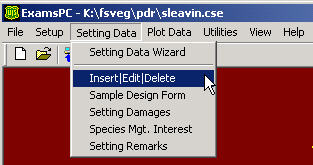 ExamsPC - K:\fsveg\pdr\sleavin.cse
File Setup Setting Data Plot Data Utilities View Help
Setting Data Wizard
Insert|Edit|Delete
Sample Design Form
Setting Damages
Species Mgt. Interest
Setting Remarks